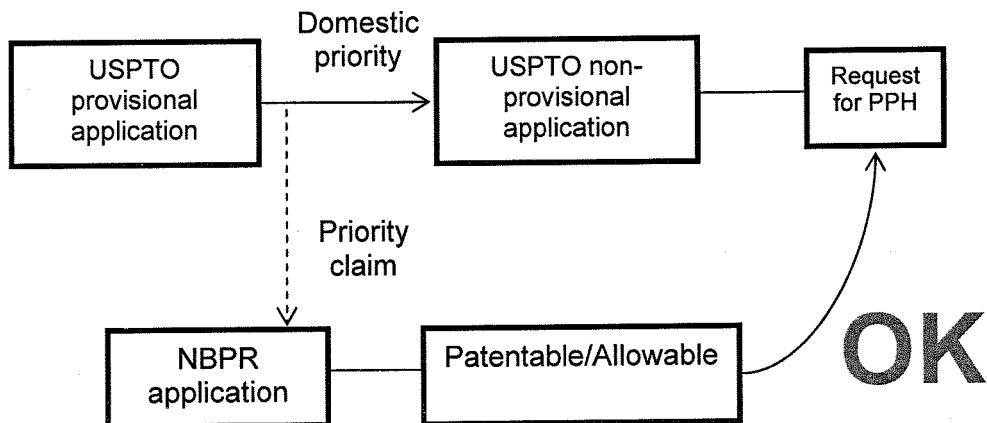 Domestic
priority
USPTO
provisional
application
USPTO non-
provisional
application
Request
for PPH
Priority
claim
NBPR
application
Patentable/Allowable
OK